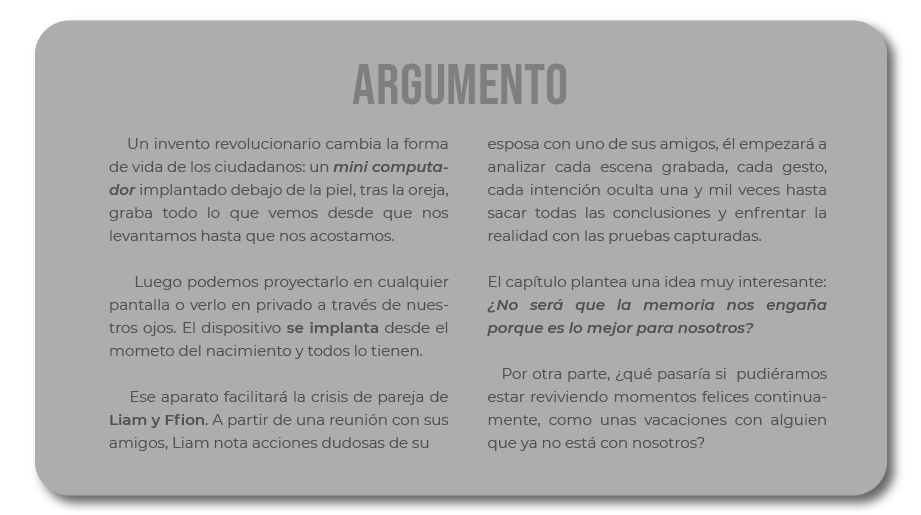 ARGUMENTO
Un invento revolucionario cambia la forma
de vida de los ciudadanos: un mini computa-
dor implantado debajo de la piel, tras la oreja,
graba todo lo que vemos desde que nos
levantamos hasta que nos acostamos.
Luego podemos proyectarlo en cualquier
pantalla o verlo en privado a través de nues-
tros ojos. El dispositivo se implanta desde el
mometo del nacimiento y todos lo tienen.
Ese aparato facilitará la crisis de pareja de
Liam y Ffion. A partir de una reunión con sus
amigos, Liam nota acciones dudosas de su
esposa con uno de sus amigos, él empezará a
analizar cada escena grabada, cada gesto,
cada intención oculta una y mil veces hasta
sacar todas las conclusiones y enfrentar la
realidad con las pruebas capturadas.
El capítulo plantea una idea muy interesante:
¿No será que la memoria nos engaña
porque es lo mejor para nosotros?
Por otra parte, ¿qué pasaría si pudiéramos
estar reviviendo momentos felices continua-
mente, como unas vacaciones con alguien
que ya no está con nosotros?